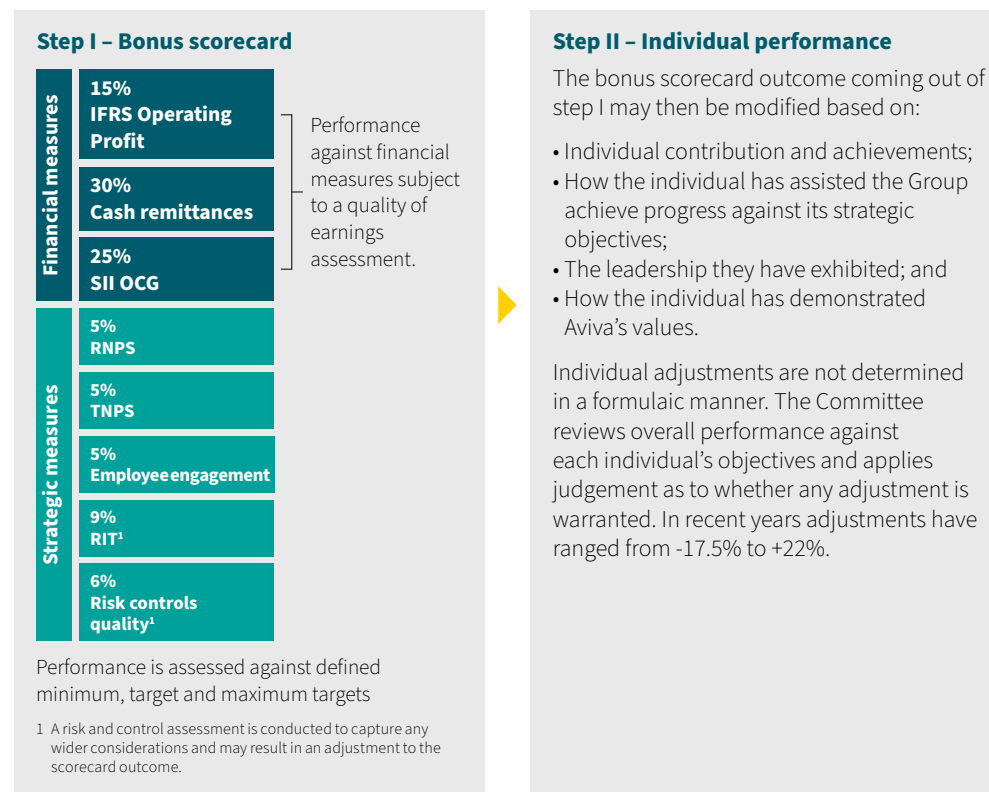 Step I – Bonus scorecard
Financial measures
15%
IFRS Operating
Profit
30%
Cash remittances
25%
SII OCG
Performance
against financial
measures subject
to a quality of
earnings
assessment.
Strategic measures
5%
RNPS
5%
TNPS
5%
Employee engagement
9%
RIT¹
6%
Risk controls
quality¹
Performance is assessed against defined
minimum, target and maximum targets
1 A risk and control assessment is conducted to capture any
wider considerations and may result in an adjustment to the
scorecard outcome.
Step II – Individual performance
The bonus scorecard outcome coming out of
step I may then be modified based on:
• Individual contribution and achievements;
• How the individual has assisted the Group
achieve progress against its strategic
objectives;
• The leadership they have exhibited; and
• How the individual has demonstrated
Aviva’s values.
Individual adjustments are not determined
in a formulaic manner. The Committee
reviews overall performance against
each individual’s objectives and applies
judgement as to whether any adjustment is
warranted. In recent years adjustments have
ranged from -17.5% to +22%.